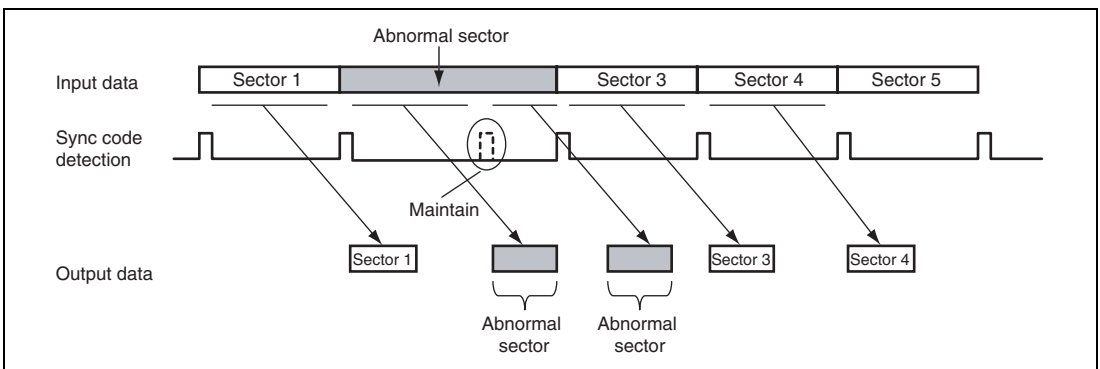 Abnormal sector
Input data
Sector 1
Sector 3
Sector 4
Sector 5
Sync code
detection
Maintain
Output data
Sector 1
Sector 3
Sector 4
Abnormal
sector
Abnormal
sector